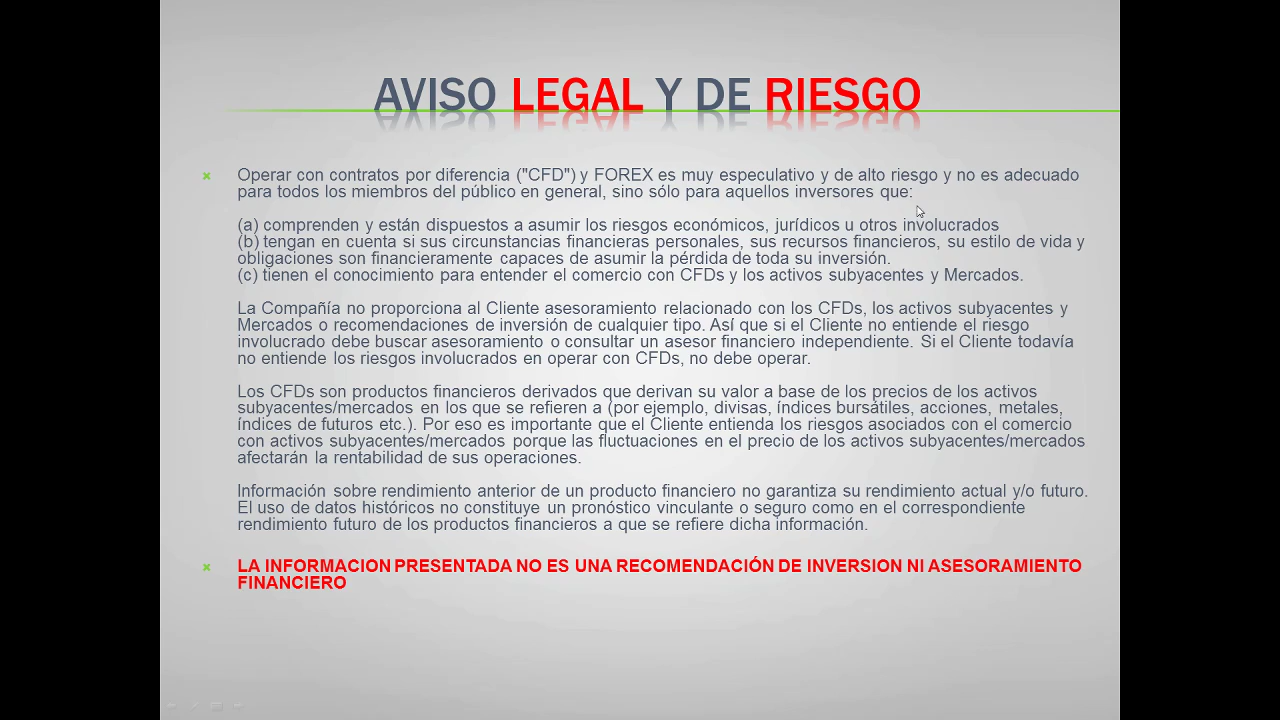 AVISO LEGAL Y DE RIESGO
Operar con contratos por diferencia ("CFD") y FOREX es muy especulativo y de alto riesgo y no es adecuado
para todos los miembros del público en general, sino sólo para aquellos inversores que:
(a) comprenden y están dispuestos a asumir los riesgos económicos, jurídicos u otros involucrados
(b) tengan en cuenta si sus circunstancias financieras personales, sus recursos financieros, su estilo de vida y
obligaciones son financieramente capaces de asumir la pérdida de toda su inversión.
(c) tienen el conocimiento para entender el comercio con CFDs y los activos subyacentes y Mercados.
La Compañía no proporciona al Cliente asesoramiento relacionado con los CFDs, los activos subyacentes y
Mercados o recomendaciones de inversión de cualquier tipo. Así que si el Cliente no entiende el riesgo
involucrado debe buscar asesoramiento o consultar un asesor financiero independiente. Si el Cliente todavía
no entiende los riesgos involucrados en operar con CFDs, no debe operar.
Los CFDs son productos financieros derivados que derivan su valor a base de los precios de los activos
subyacentes/mercados en los que se refieren a (por ejemplo, divisas, índices bursátiles, acciones, metales,
índices de futuros etc.). Por eso es importante que el Cliente entienda los riesgos asociados con el comercio
con activos subyacentes/mercados porque las fluctuaciones en el precio de los activos subyacentes/mercados
afectarán la rentabilidad de sus operaciones.
Información sobre rendimiento anterior de un producto financiero no garantiza su rendimiento actual y/o futuro.
El uso de datos históricos no constituye un pronóstico vinculante o seguro como en el correspondiente
rendimiento futuro de los productos financieros a que se refiere dicha información.
LA INFORMACION PRESENTADA NO ES UNA RECOMENDACIÓN DE INVERSION NI ASESORAMIENTO
FINANCIERO